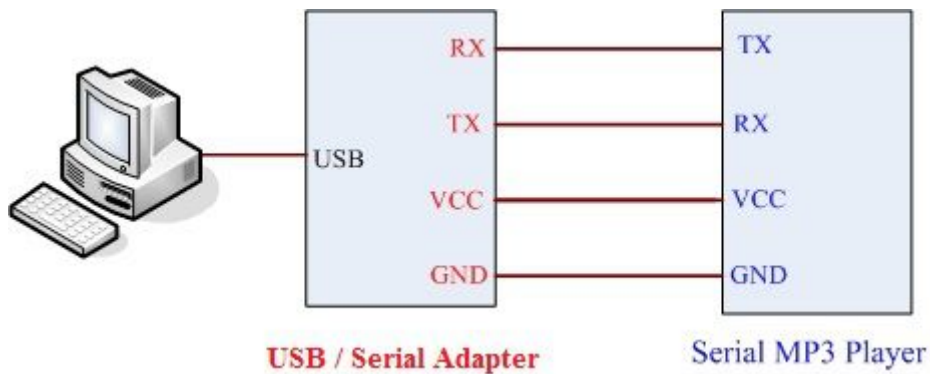 RX
TX
TX
RX
USB
VCC
VCC
GND
GND
USB / Serial Adapter
Serial MP3 Player